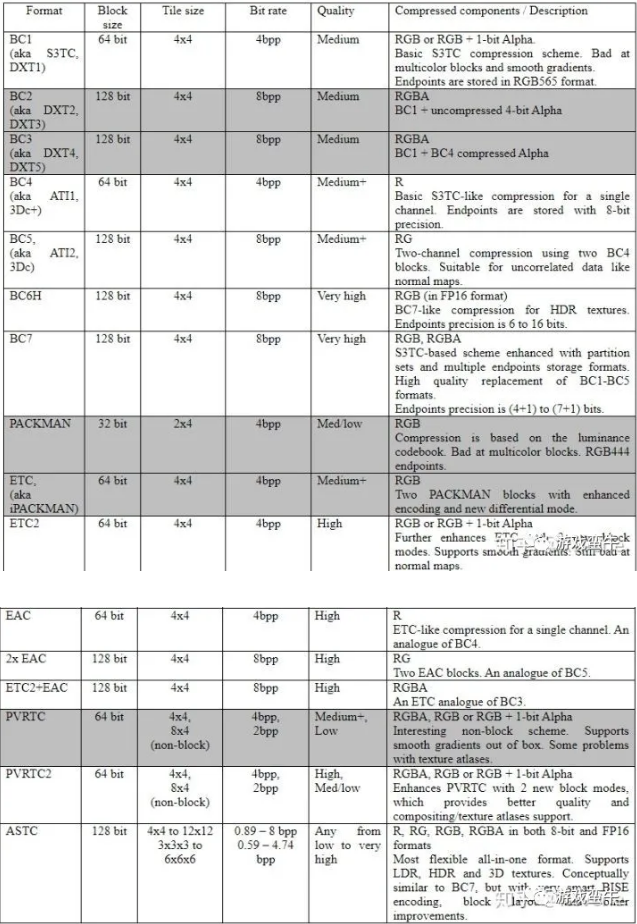 Format Block size Tile size Bit rate Quality Compressed components / Description
BC1 (aka S3TC, DXT1) 64 bit 4x4 4bpp Medium RGB or RGB + 1-bit Alpha.
Basic S3TC compression scheme. Bad at
multicolor blocks and smooth gradients.
Endpoints are stored in RGB565 format.
BC2 (aka DXT2, DXT3) 128 bit 4x4 8bpp Medium RGBA
BC1 + uncompressed 4-bit Alpha
BC3 (aka DXT4, DXT5) 128 bit 4x4 8bpp Medium RGBA
BC1 + BC4 compressed Alpha
BC4 (aka ATI1, 3Dc+) 64 bit 4x4 4bpp Medium+ R
Basic S3TC-like compression for a single
channel. Endpoints are stored with 8-bit
precision.
BC5, (aka ATI2, 3Dc) 128 bit 4x4 8bpp Medium+ RG
Two-channel compression using two BC4
blocks. Suitable for uncorrelated data like
normal maps.
BC6H 128 bit 4x4 8bpp Very high RGB (in FP16 format)
BC7-like compression for HDR textures.
Endpoints precision is 6 to 16 bits.
BC7 128 bit 4x4 8bpp Very high RGB, RGBA
S3TC-based scheme enhanced with partition
sets and multiple endpoints storage formats.
High quality replacement of BC1-BC5
formats.
Endpoints precision is (4+1) to (7+1) bits.
PACKMAN 32 bit 2x4 4bpp Med/low RGB
Compression is based on the luminance
codebook. Bad at multicolor blocks. RGB444
endpoints.
ETC, (aka iPACKMAN) 64 bit 4x4 4bpp Medium+ RGB
Two PACKMAN blocks with enhanced
encoding and new differential mode.
ETC2 64 bit 4x4 4bpp High RGB or RGB + 1-bit Alpha
Further enhances ETC block
modes. Supports smooth gradients. Still bad at
normal maps.
知乎 @游戏蛮牛
EAC 64 bit 4x4 4bpp High R
ETC-like compression for a single channel. An
analogue of BC4.
2x EAC 128 bit 4x4 8bpp High RG
Two EAC blocks. An analogue of BC5.
ETC2+EAC 128 bit 4x4 8bpp High RGBA
An ETC analogue of BC3.
PVRTC 64 bit 4x4, 8x4 (non-block) 4bpp, 2bpp Medium+, Low RGBA, RGB or RGB + 1-bit Alpha
Interesting non-block scheme. Supports
smooth gradients out of box. Some problems
with texture atlases.
PVRTC2 64 bit 4x4, 8x4 (non-block) 4bpp, 2bpp High, Med/low RGBA, RGB or RGB + 1-bit Alpha
Enhances PVRTC with 2 new block modes,
which provides better quality and
compositing/texture atlases support.
ASTC 128 bit 4x4 to 12x12 3x3x3 to 6x6x6 0.89 – 8 bpp 0.59 – 4.74 bpp Any from low to very high R, RG, RGB, RGBA in both 8-bit and FP16
formats
Most flexible all-in-one format. Supports
LDR, HDR and 3D textures. Conceptually
similar to BC7, but with very smart BISE
encoding, block other
improvements.
知乎 @游戏蛮牛